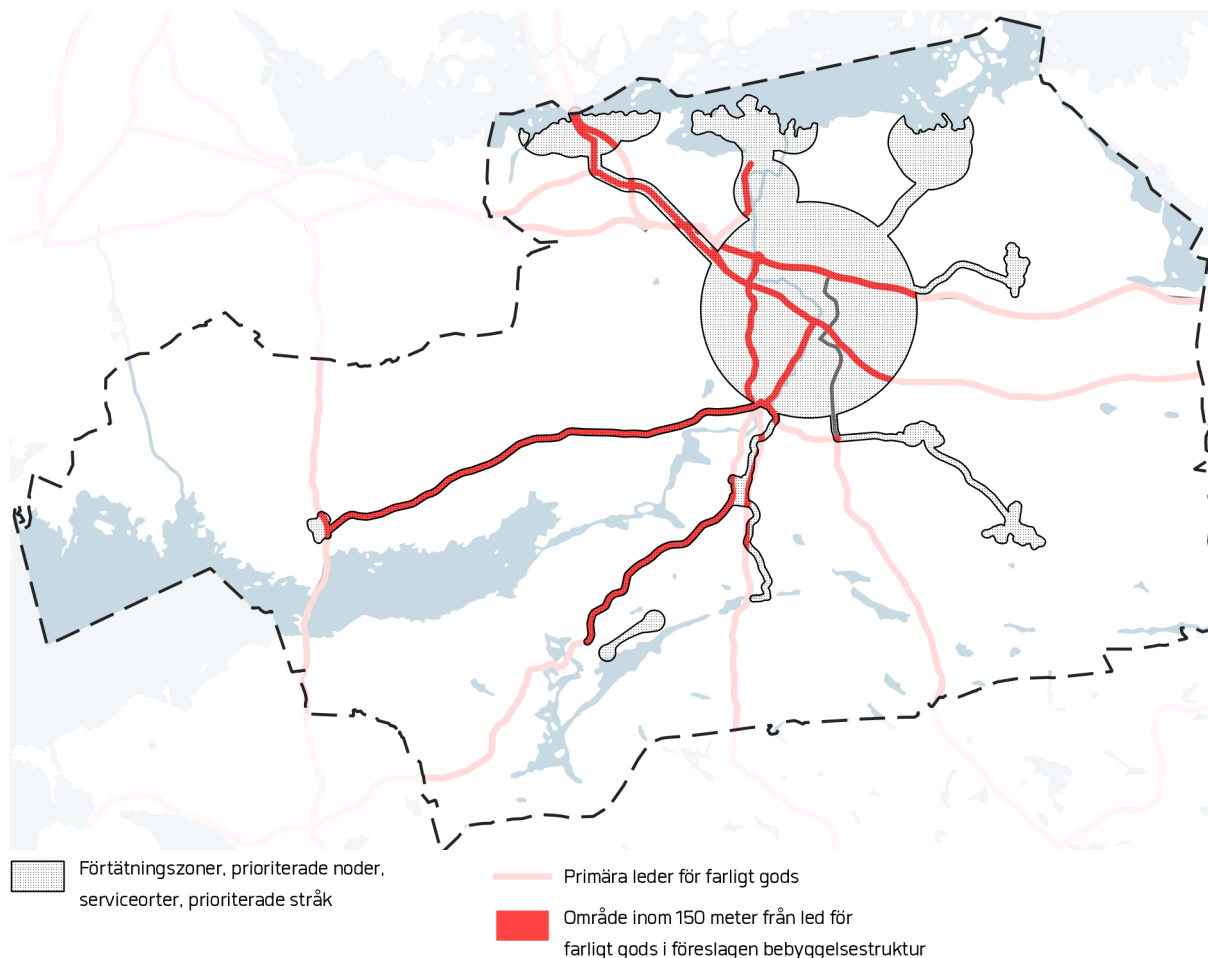 Förtätningszoner, prioriterade noder,
serviceorter, prioriterade stråk
Primära leder för farligt gods
Område inom 150 meter från led för
farligt gods i föreslagen bebyggelsestruktur